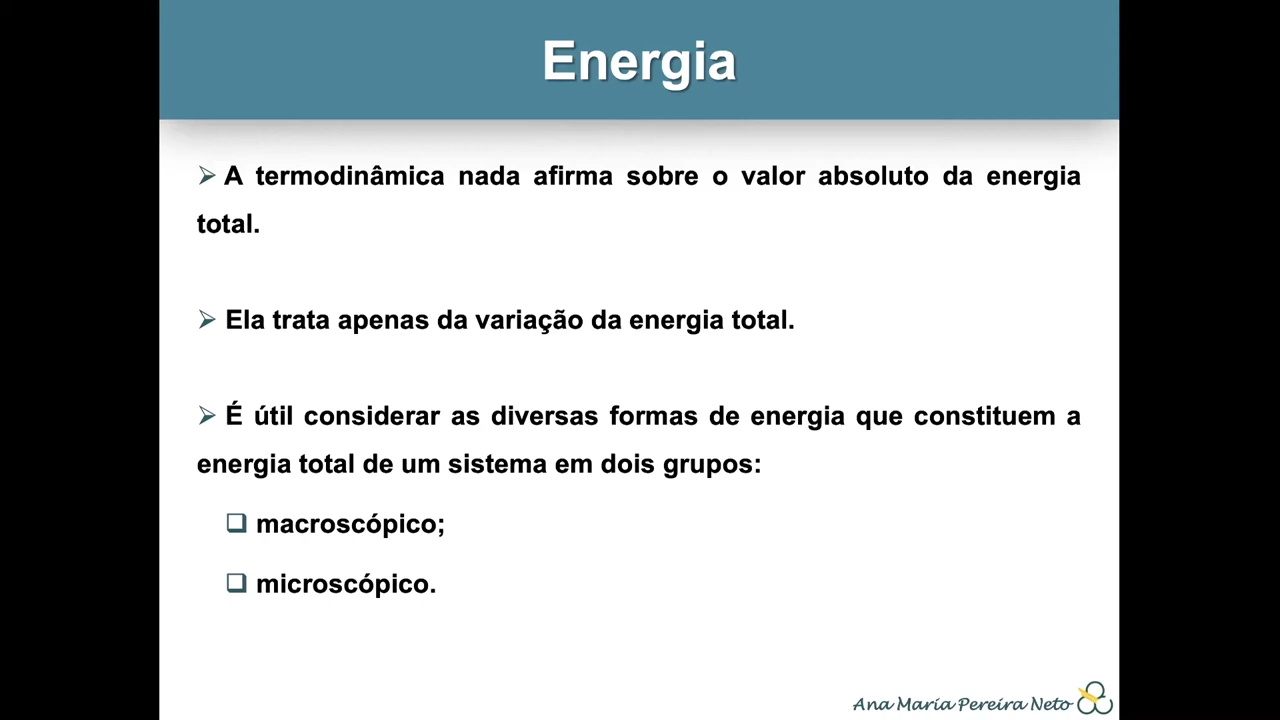 Energia
A termodinâmica nada afirma sobre o valor absoluto da energia
total.
Ela trata apenas da variação da energia total.
É útil considerar as diversas formas de energia que constituem a
energia total de um sistema em dois grupos:
macroscópico;
microscópico.
Ana Maria Pereira Neto